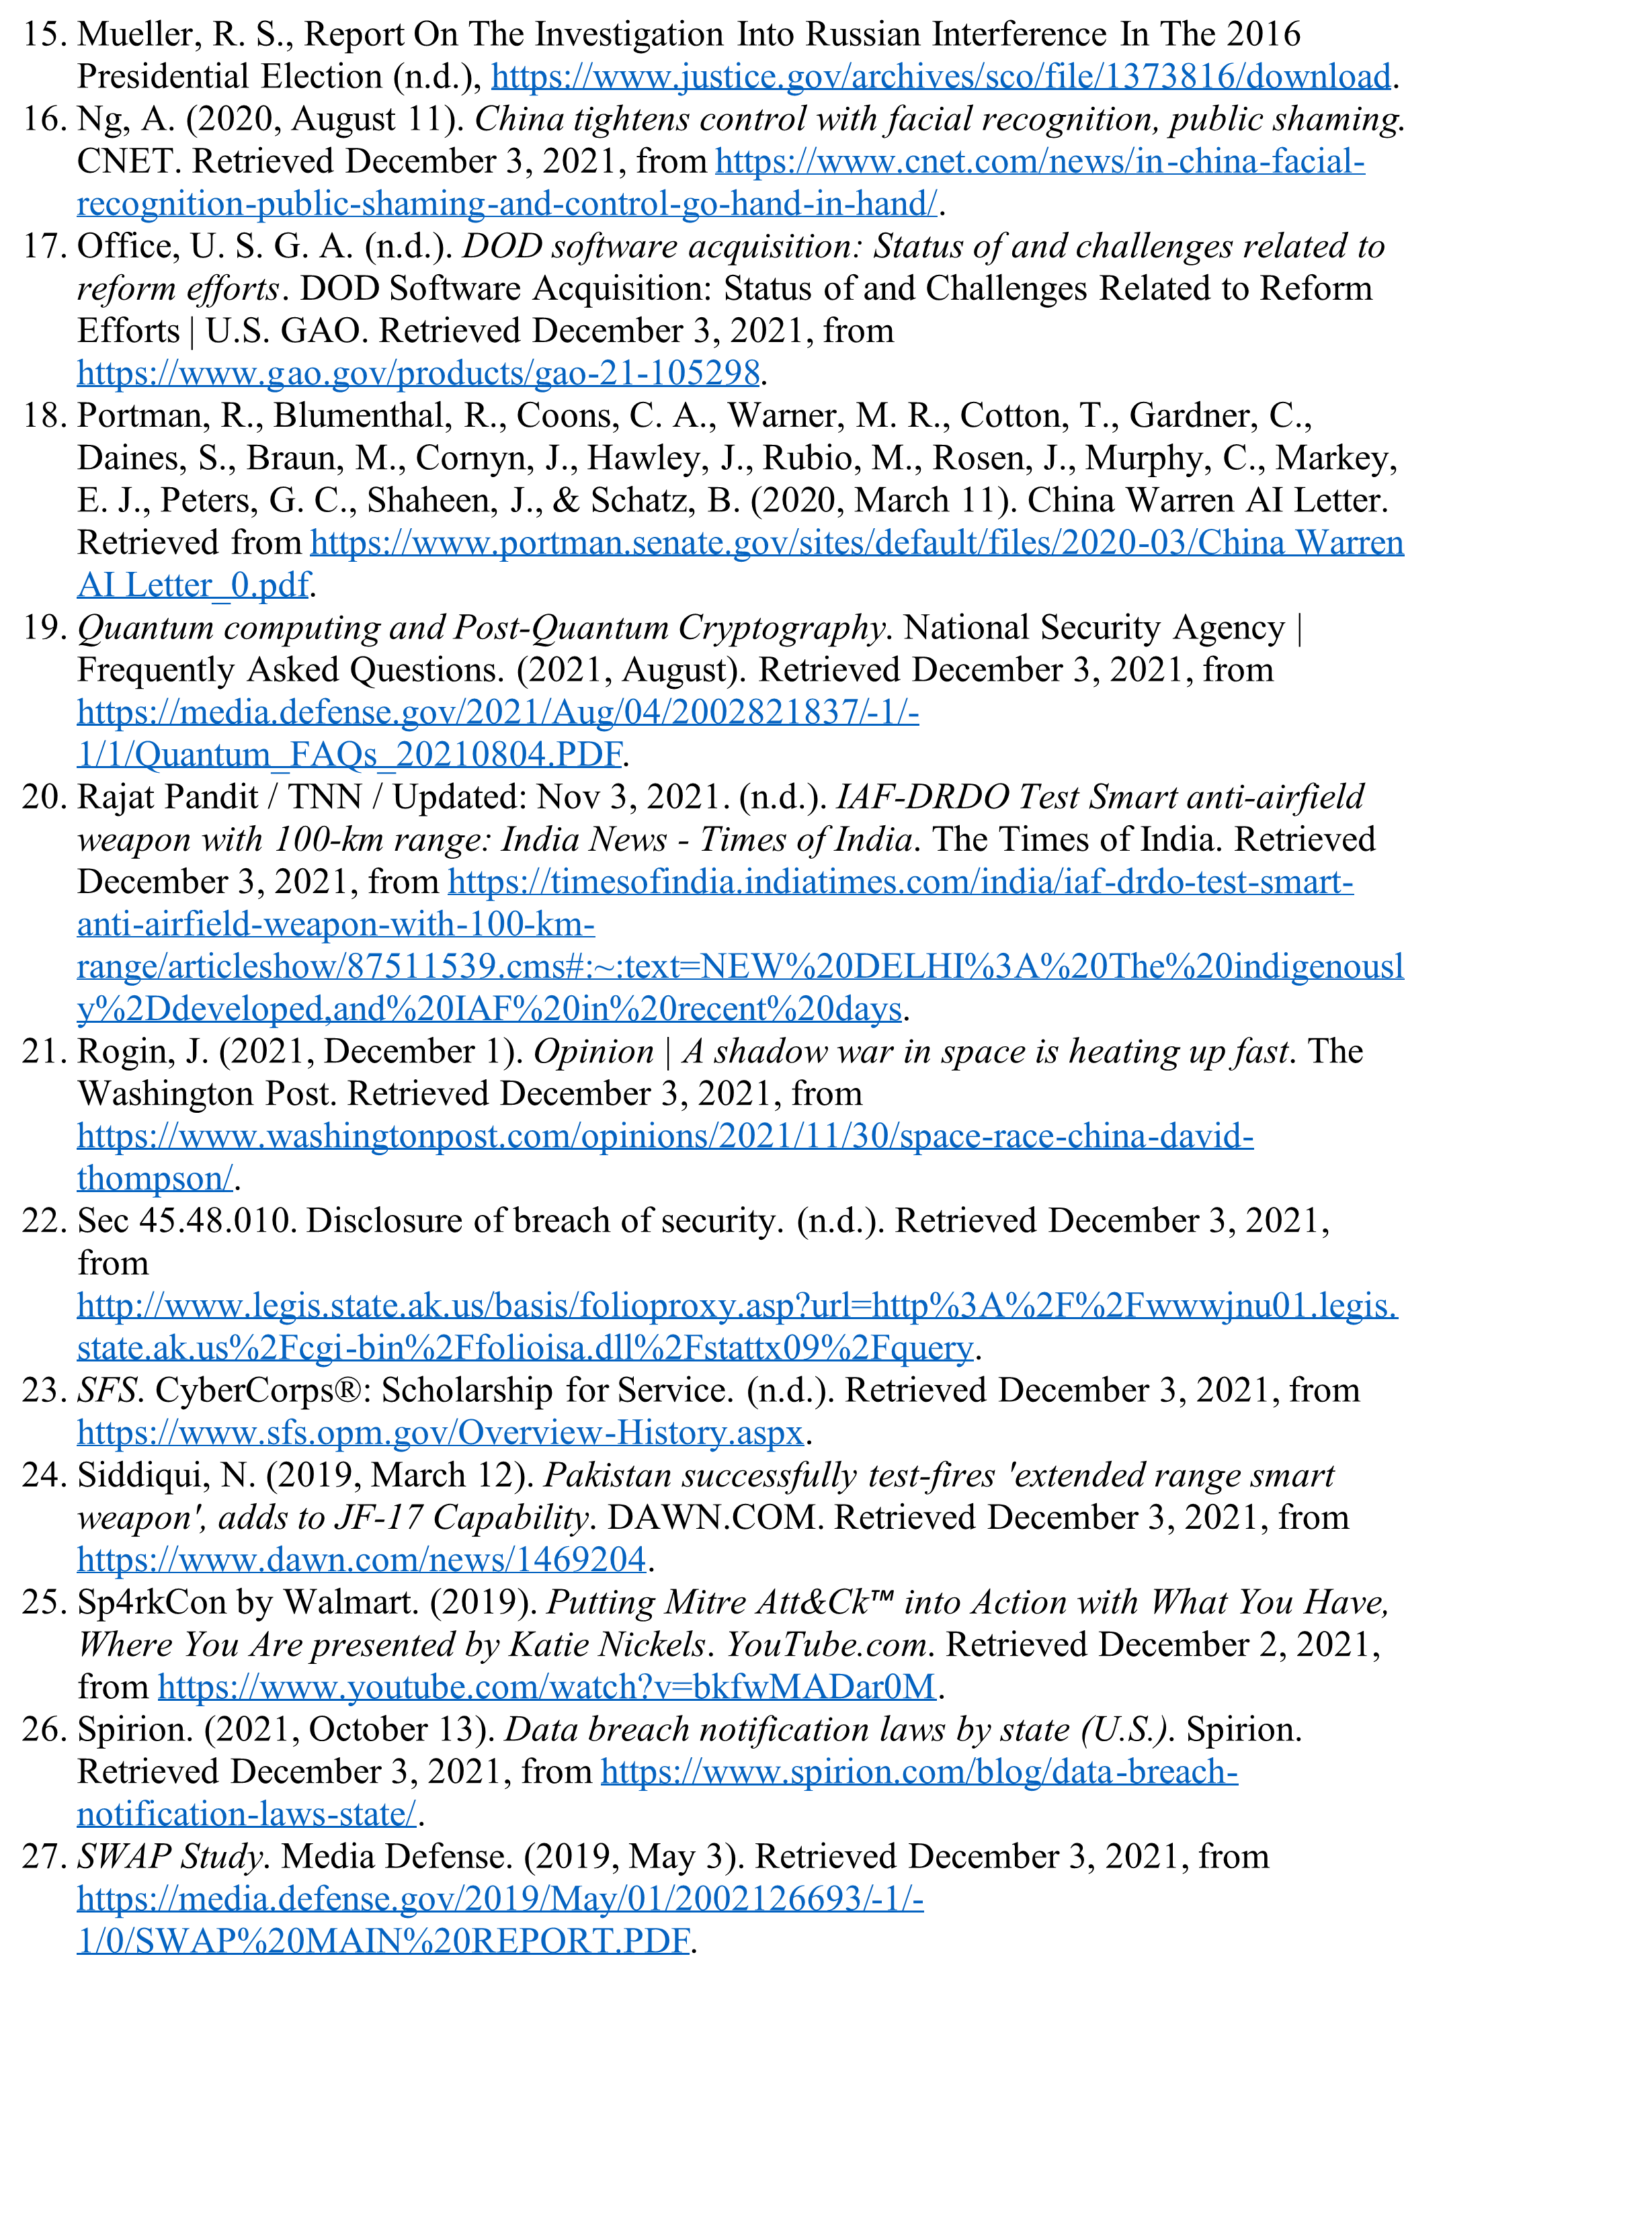 15. Mueller, R. S., Report On The Investigation Into Russian Interference In The 2016
Presidential Election (n.d.), https://www.justice.gov/archives/sco/file/1373816/download.
16. Ng, A. (2020, August 11). China tightens control with facial recognition, public shaming.
CNET. Retrieved December 3, 2021, from https://www.cnet.com/news/in-china-facial-
recognition-public-shaming-and-control-go-hand-in-hand/.
17. Office, U. S. G. A. (n.d.). DOD software acquisition: Status of and challenges related to
reform efforts. DOD Software Acquisition: Status of and Challenges Related to Reform
Efforts | U.S. GAO. Retrieved December 3, 2021, from
https://www.gao.gov/products/gao-21-105298.
18. Portman, R., Blumenthal, R., Coons, C. A., Warner, M. R., Cotton, T., Gardner, C.,
Daines, S., Braun, M., Cornyn, J., Hawley, J., Rubio, M., Rosen, J., Murphy, C., Markey,
E. J., Peters, G. C., Shaheen, J., & Schatz, B. (2020, March 11). China Warren AI Letter.
Retrieved from https://www.portman.senate.gov/sites/default/files/2020-03/China Warren
AI Letter_0.pdf.
19. Quantum computing and Post-Quantum Cryptography. National Security Agency |
Frequently Asked Questions. (2021, August). Retrieved December 3, 2021, from
https://media.defense.gov/2021/Aug/04/2002821837/-1/-
1/1/Quantum_FAQs_20210804.PDF.
20. Rajat Pandit / TNN / Updated: Nov 3, 2021. (n.d.). IAF-DRDO Test Smart anti-airfield
weapon with 100-km range: India News - Times of India. The Times of India. Retrieved
December 3, 2021, from https://timesofindia.indiatimes.com/india/iaf-drdo-test-smart-
anti-airfield-weapon-with-100-km-
range/articleshow/87511539.cms#:~:text=NEW%20DELHI%3A%20The%20indigenousl
y%2Ddeveloped,and%20IAF%20in%20recent%20days.
21. Rogin, J. (2021, December 1). Opinion | A shadow war in space is heating up fast. The
Washington Post. Retrieved December 3, 2021, from
https://www.washingtonpost.com/opinions/2021/11/30/space-race-china-david-
thompson/.
22. Sec 45.48.010. Disclosure of breach of security. (n.d.). Retrieved December 3, 2021,
from
http://www.legis.state.ak.us/basis/folioproxy.asp?url=http%3A%2F%2Fwwwjnu01.legis.
state.ak.us%2Fcgi-bin%2Ffolioisa.dll%2Fstattx09%2Fquery.
23. SFS. CyberCorps®: Scholarship for Service. (n.d.). Retrieved December 3, 2021, from
https://www.sfs.opm.gov/Overview-History.aspx.
24. Siddiqui, N. (2019, March 12). Pakistan successfully test-fires 'extended range smart
weapon', adds to JF-17 Capability. DAWN.COM. Retrieved December 3, 2021, from
https://www.dawn.com/news/1469204.
25. Sp4rkCon by Walmart. (2019). Putting Mitre Att&Ck™ into Action with What You Have,
Where You Are presented by Katie Nickels. YouTube.com. Retrieved December 2, 2021,
from https://www.youtube.com/watch?v=bkfwMADar0M.
26. Spirion. (2021, October 13). Data breach notification laws by state (U.S.). Spirion.
Retrieved December 3, 2021, from https://www.spirion.com/blog/data-breach-
notification-laws-state/.
27. SWAP Study. Media Defense. (2019, May 3). Retrieved December 3, 2021, from
https://media.defense.gov/2019/May/01/2002126693/-1/-
1/0/SWAP%20MAIN%20REPORT.PDF.